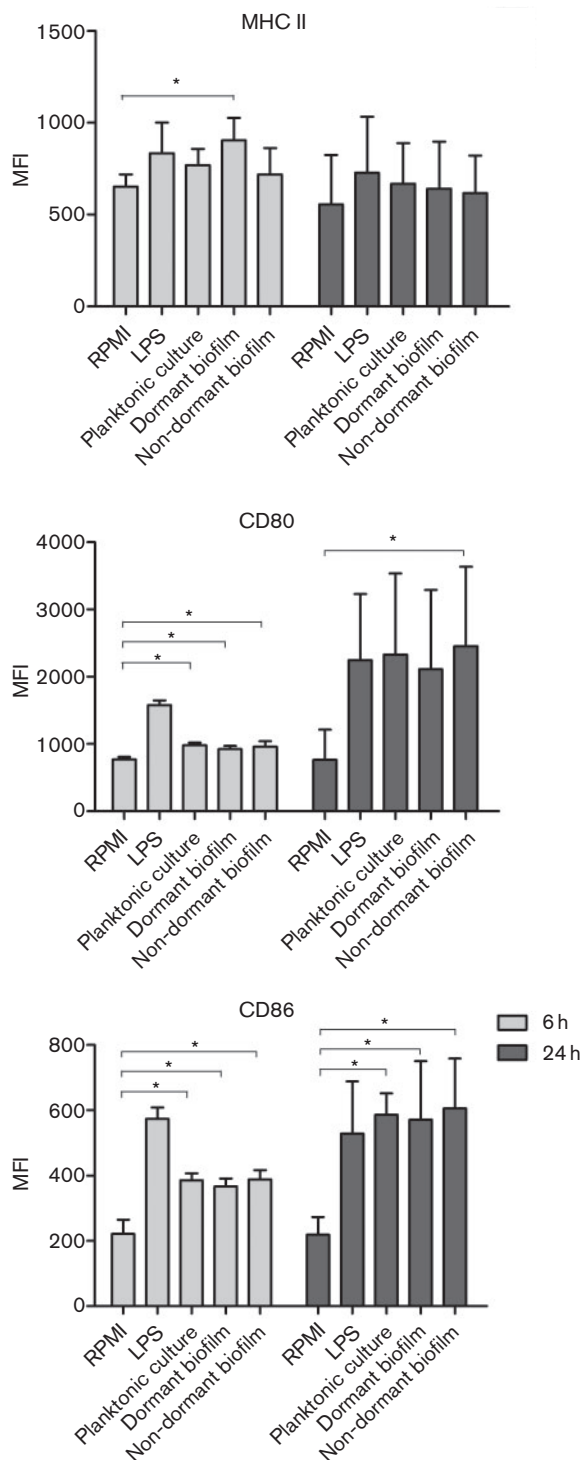 MHC II
1500
1000
500
0
MFI
*
RPMI
LPS
Planktonic culture
Dormant biofilm
Non-dormant biofilm
RPMI
LPS
Planktonic culture
Dormant biofilm
Non-dormant biofilm
CD80
4000
3000
2000
1000
0
MFI
*
*
*
*
RPMI
LPS
Planktonic culture
Dormant biofilm
Non-dormant biofilm
RPMI
LPS
Planktonic culture
Dormant biofilm
Non-dormant biofilm
CD86
6 h
24 h
800
600
400
200
0
MFI
*
*
*
*
*
*
RPMI
LPS
Planktonic culture
Dormant biofilm
Non-dormant biofilm
RPMI
LPS
Planktonic culture
Dormant biofilm
Non-dormant biofilm